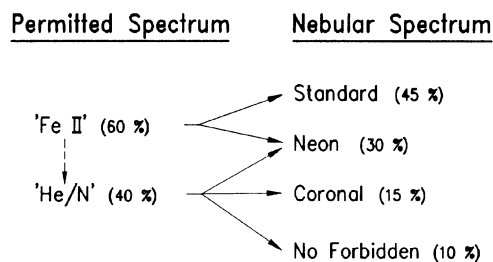 Permitted Spectrum
Nebular Spectrum
Standard (45 %)
'Fe II' (60 %)
Neon (30 %)
'He/N' (40 %)
Coronal (15 %)
No Forbidden (10 %)